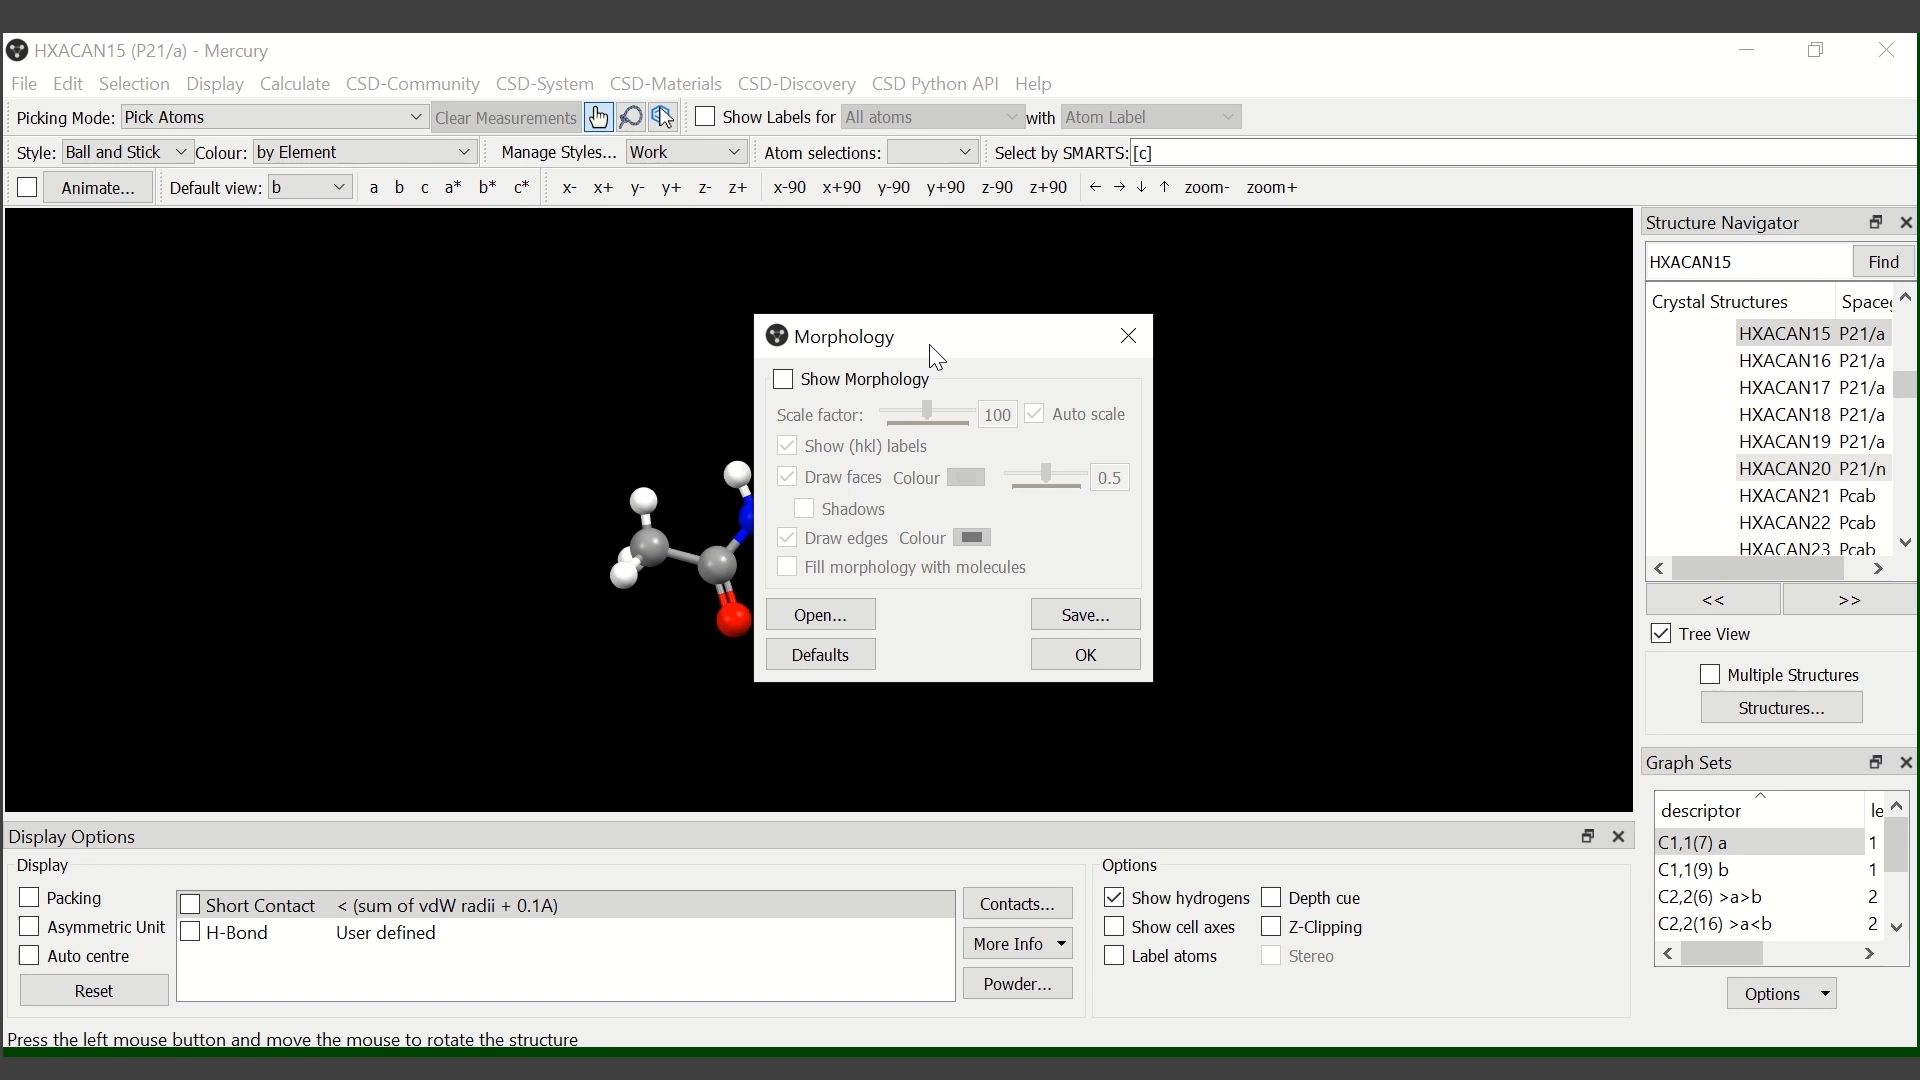 HXACAN15 (P21/a) - Mercury
File Edit Selection Display Calculate CSD-Community CSD-System CSD-Materials CSD-Discovery CSD Python API Help
Picking Mode: Pick Atoms Clear Measurements Show Labels for All atoms with Atom Label
Style: Ball and Stick Colour: by Element Manage Styles... Work Atom selections: Select by SMARTS: [c]
Animate... Default view: b a b c a* b* c* x- x+ y- y+ z- z+ x-90 x+90 y-90 y+90 z-90 z+90 ← → ↓ ↑ zoom- zoom+
Structure Navigator
HXACAN15 Find
Crystal Structures Space
HXACAN15 P21/a
HXACAN16 P21/a
HXACAN17 P21/a
HXACAN18 P21/a
HXACAN19 P21/a
HXACAN20 P21/n
HXACAN21 Pcab
HXACAN22 Pcab
HXACAN23 Pcab
<< >>
Tree View
Multiple Structures
Structures...
Morphology
Show Morphology
Scale factor: 100 Auto scale
Show (hkl) labels
Draw faces Colour 0.5
Shadows
Draw edges Colour
Fill morphology with molecules
Open... Save...
Defaults OK
Graph Sets
descriptor le
C1,1(7) a 1
C1,1(9) b 1
C2,2(6) >a>b 2
C2,2(16) >a<b 2
Options
Display Options
Display
Packing
Asymmetric Unit
Auto centre
Reset
Short Contact < (sum of vdW radii + 0.1A)
H-Bond User defined
Contacts...
More Info
Powder...
Options
Show hydrogens Depth cue
Show cell axes Z-Clipping
Label atoms Stereo
Press the left mouse button and move the mouse to rotate the structure